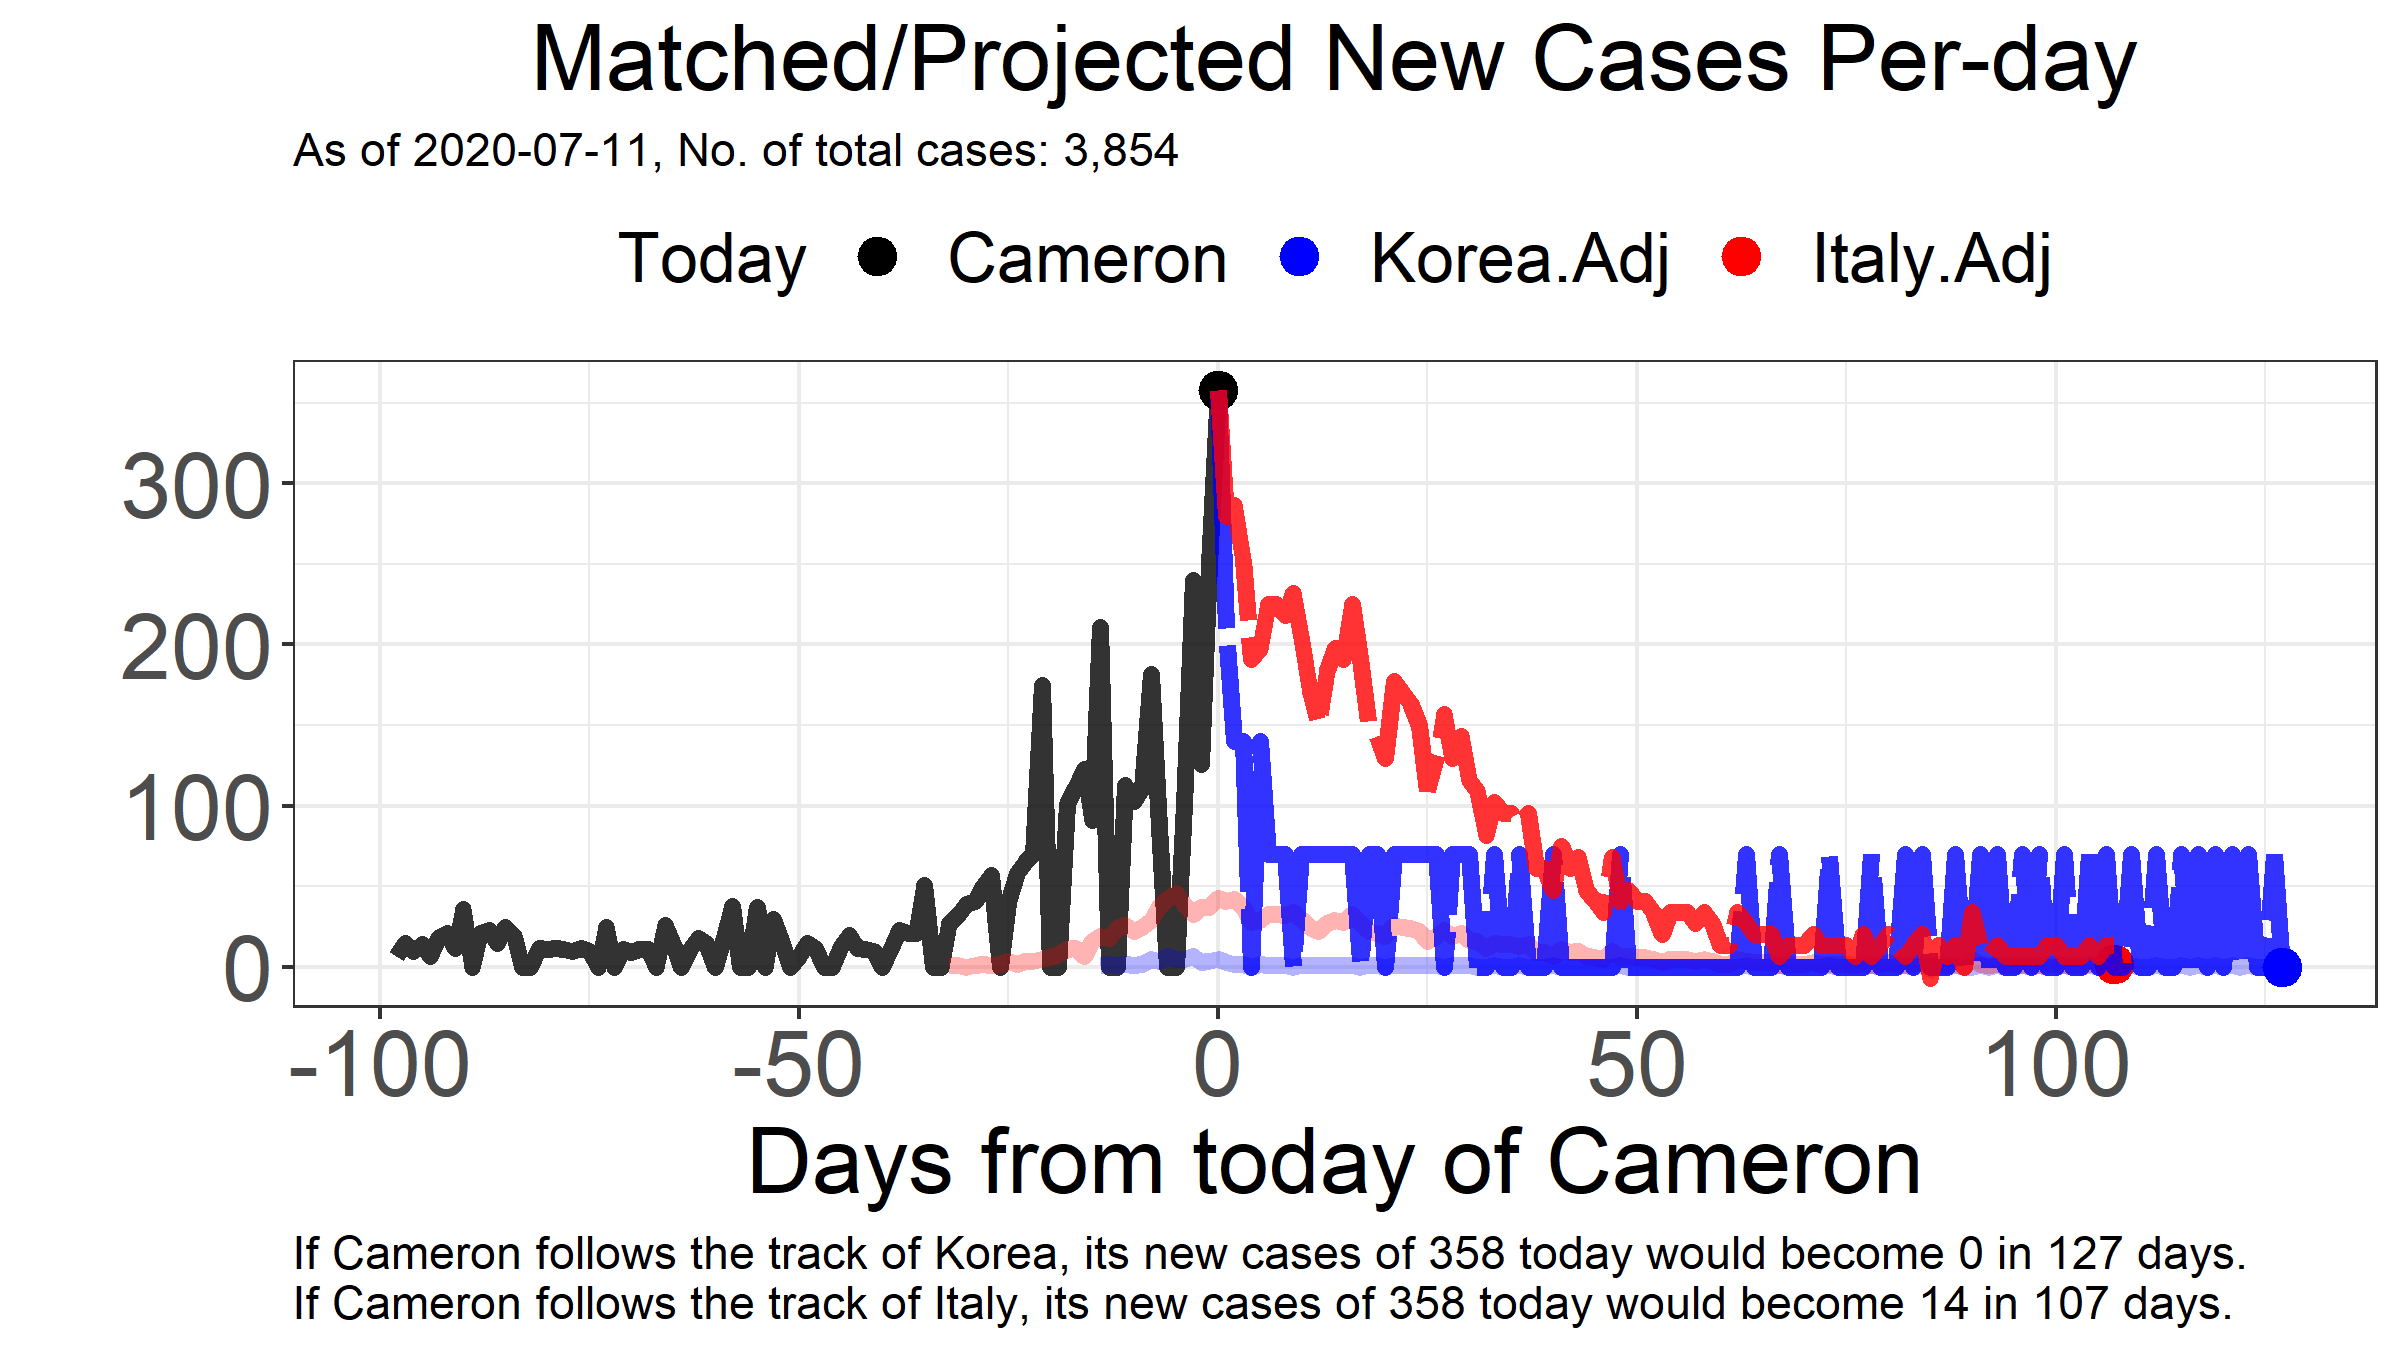 Matched/Projected New Cases Per-day
As of 2020-07-11, No. of total cases: 3,854
Today Cameron Korea.Adj Italy.Adj
300
200
100
0
-100 -50 0 50 100
Days from today of Cameron
If Cameron follows the track of Korea, its new cases of 358 today would become 0 in 127 days.
If Cameron follows the track of Italy, its new cases of 358 today would become 14 in 107 days.